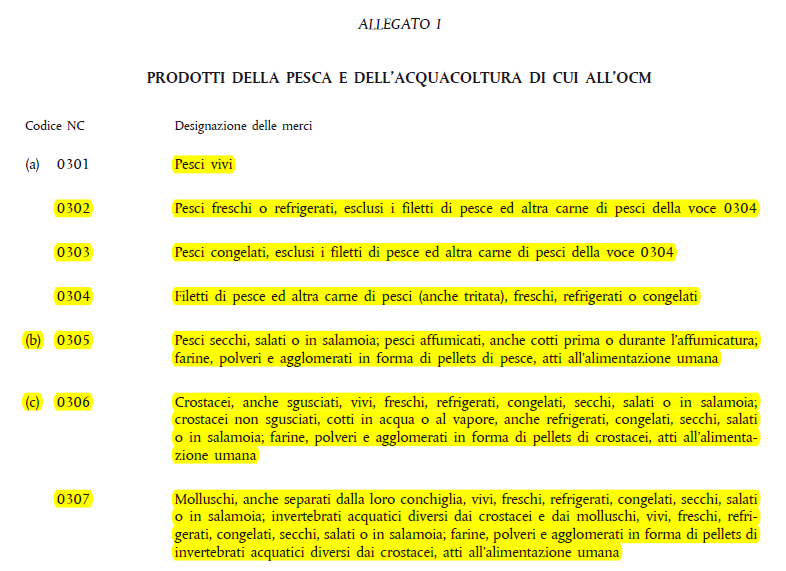 ALLEGATO I
PRODOTTI DELLA PESCA E DELL'ACQUACOLTURA DI CUI ALL'OCM
Codice NC Designazione delle merci
(a) 0301 Pesci vivi
0302 Pesci freschi o refrigerati, esclusi i filetti di pesce ed altra carne di pesci della voce 0304
0303 Pesci congelati, esclusi i filetti di pesce ed altra carne di pesci della voce 0304
0304 Filetti di pesce ed altra carne di pesci (anche tritata), freschi, refrigerati o congelati
(b) 0305 Pesci secchi, salati o in salamoia; pesci affumicati, anche cotti prima o durante l'affumicatura;
farine, polveri e agglomerati in forma di pellets di pesce, atti all'alimentazione umana
(c) 0306 Crostacei, anche sgusciati, vivi, freschi, refrigerati, congelati, secchi, salati o in salamoia;
crostacei non sgusciati, cotti in acqua o al vapore, anche refrigerati, congelati, secchi, salati
o in salamoia; farine, polveri e agglomerati in forma di pellets di crostacei, atti all'alimenta-
zione umana
0307 Molluschi, anche separati dalla loro conchiglia, vivi, freschi, refrigerati, congelati, secchi, salati
o in salamoia; invertebrati acquatici diversi dai crostacei e dai molluschi, vivi, freschi, refri-
gerati, congelati, secchi, salati o in salamoia; farine, polveri e agglomerati in forma di pellets di
invertebrati acquatici diversi dai crostacei, atti all'alimentazione umana